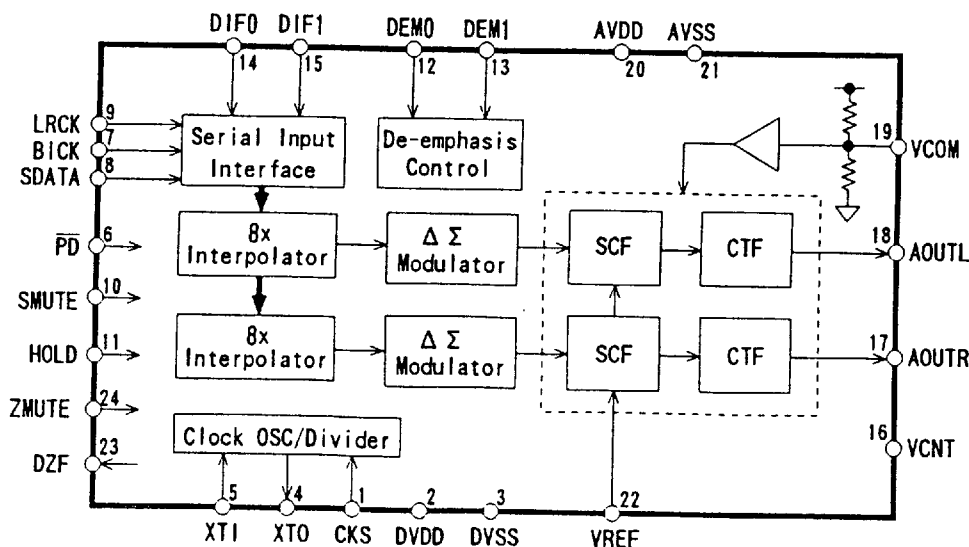 DIF0 DIF1 DEM0 DEM1 AVDD AVSS
14 15 12 13 20 21
LRCK 9
BICK 7
SDATA 8
Serial Input
Interface
De-emphasis
Control
19 VCOM
PD 6
8x
Interpolator
Δ Σ
Modulator
SCF
CTF
18 AOUTL
SMUTE 10
HOLD 11
8x
Interpolator
Δ Σ
Modulator
SCF
CTF
17 AOUTR
ZMUTE 24
DZF 23
Clock OSC/Divider
16 VCNT
5 4 1 2 3 22
XTI XTO CKS DVDD DVSS VREF